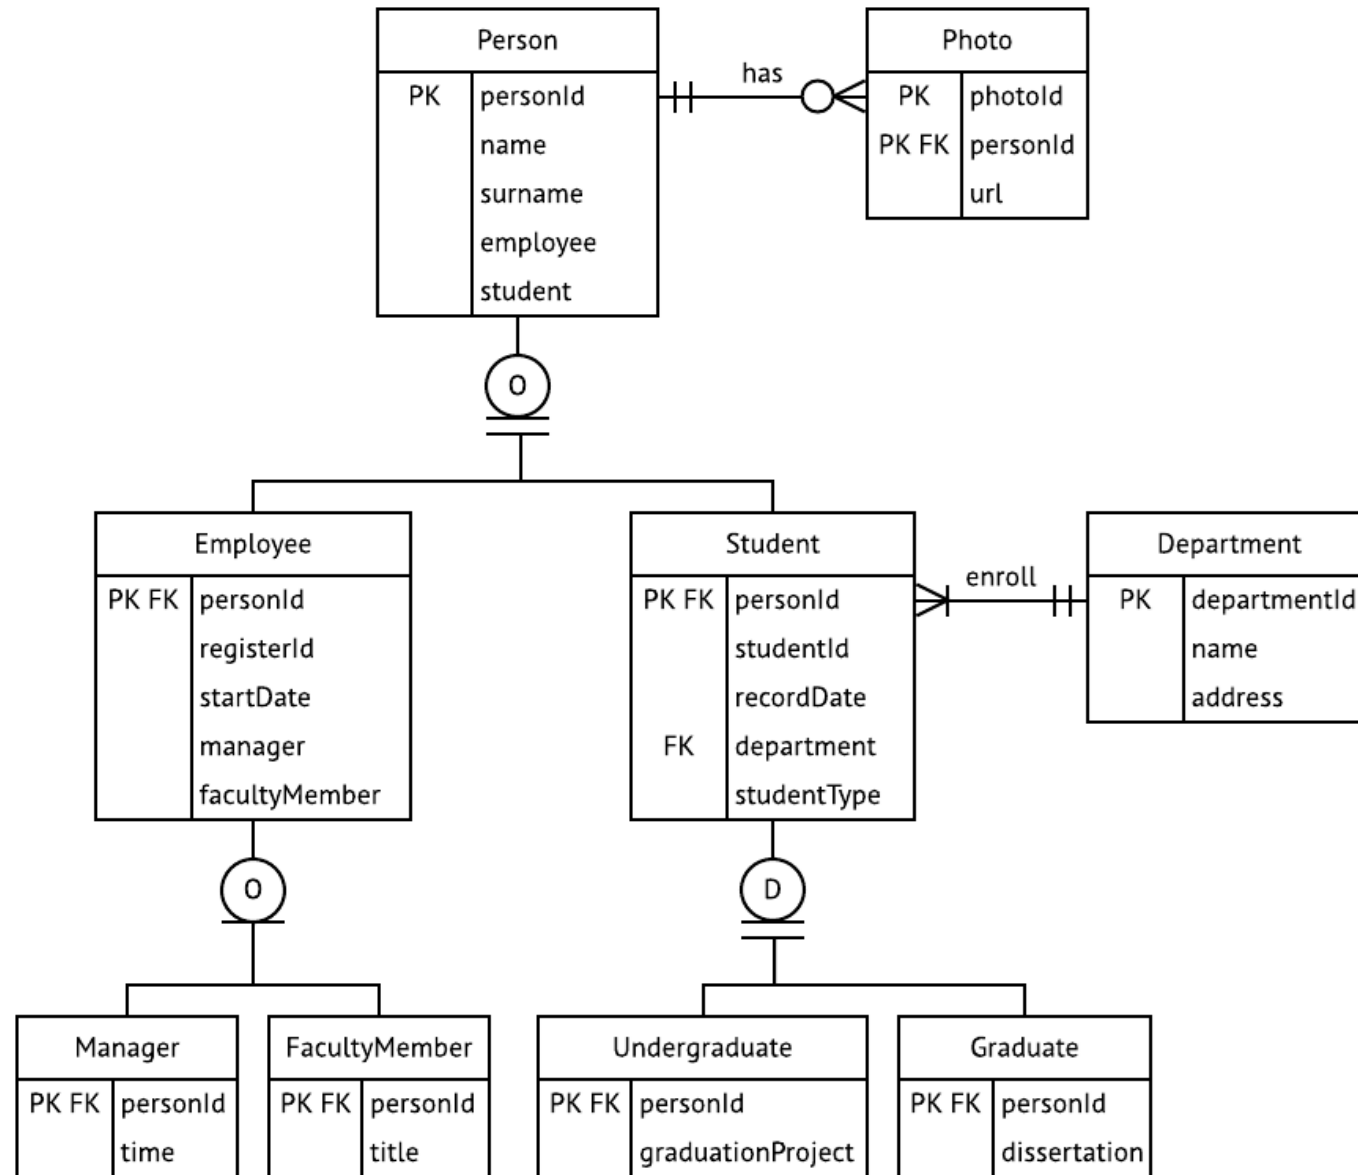 Person
PK personId
name
surname
employee
student
has
Photo
PK photoId
PK FK personId
url
O
Employee
PK FK personId
registerId
startDate
manager
facultyMember
Student
PK FK personId
studentId
recordDate
FK department
studentType
enroll
Department
PK departmentId
name
address
O
D
Manager
PK FK personId
time
FacultyMember
PK FK personId
title
Undergraduate
PK FK personId
graduationProject
Graduate
PK FK personId
dissertation